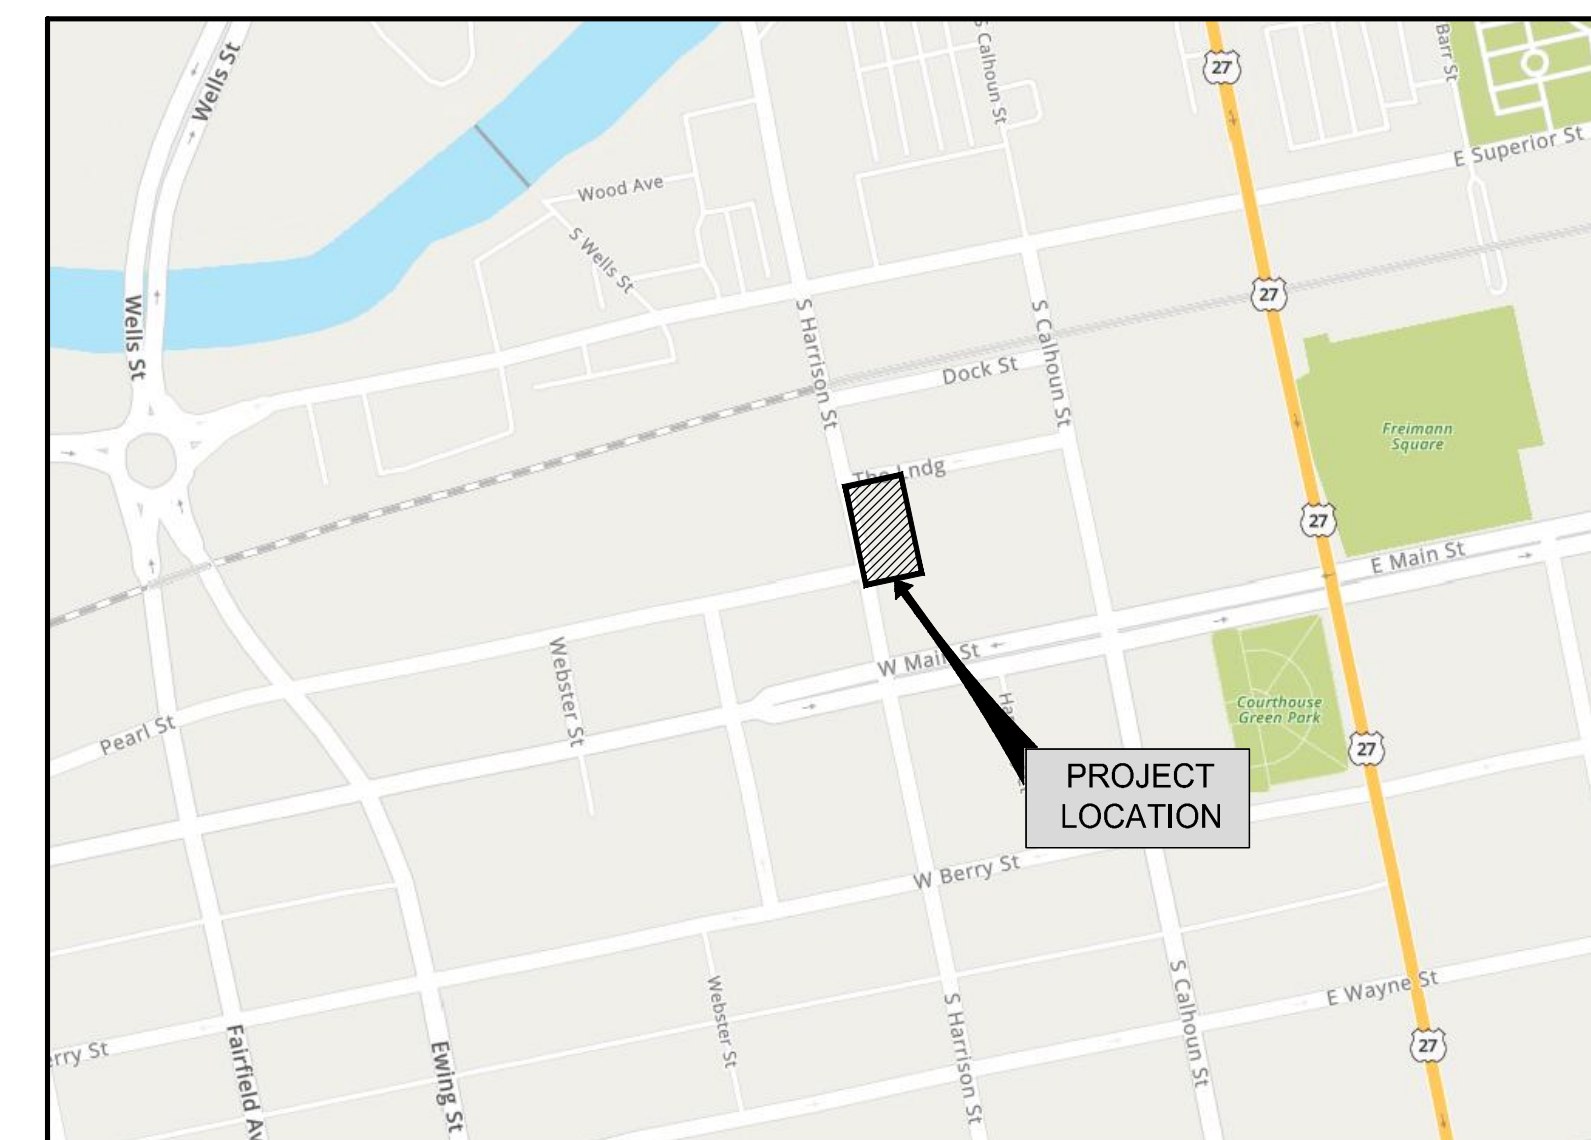 Wells St
S Calhoun St
27
Barr St
E Superior St
Wood Ave
S Wells St
Wells St
S Harrison St
S Calhoun St
27
Dock St
Freimann
Square
The Lndg
27
E Main St
Webster St
W Main St
Courthouse
Green Park
Pearl St
27
PROJECT
LOCATION
W Berry St
Webster St
S Harrison St
S Calhoun St
E Wayne St
27
St
Fairfield
Ewing St